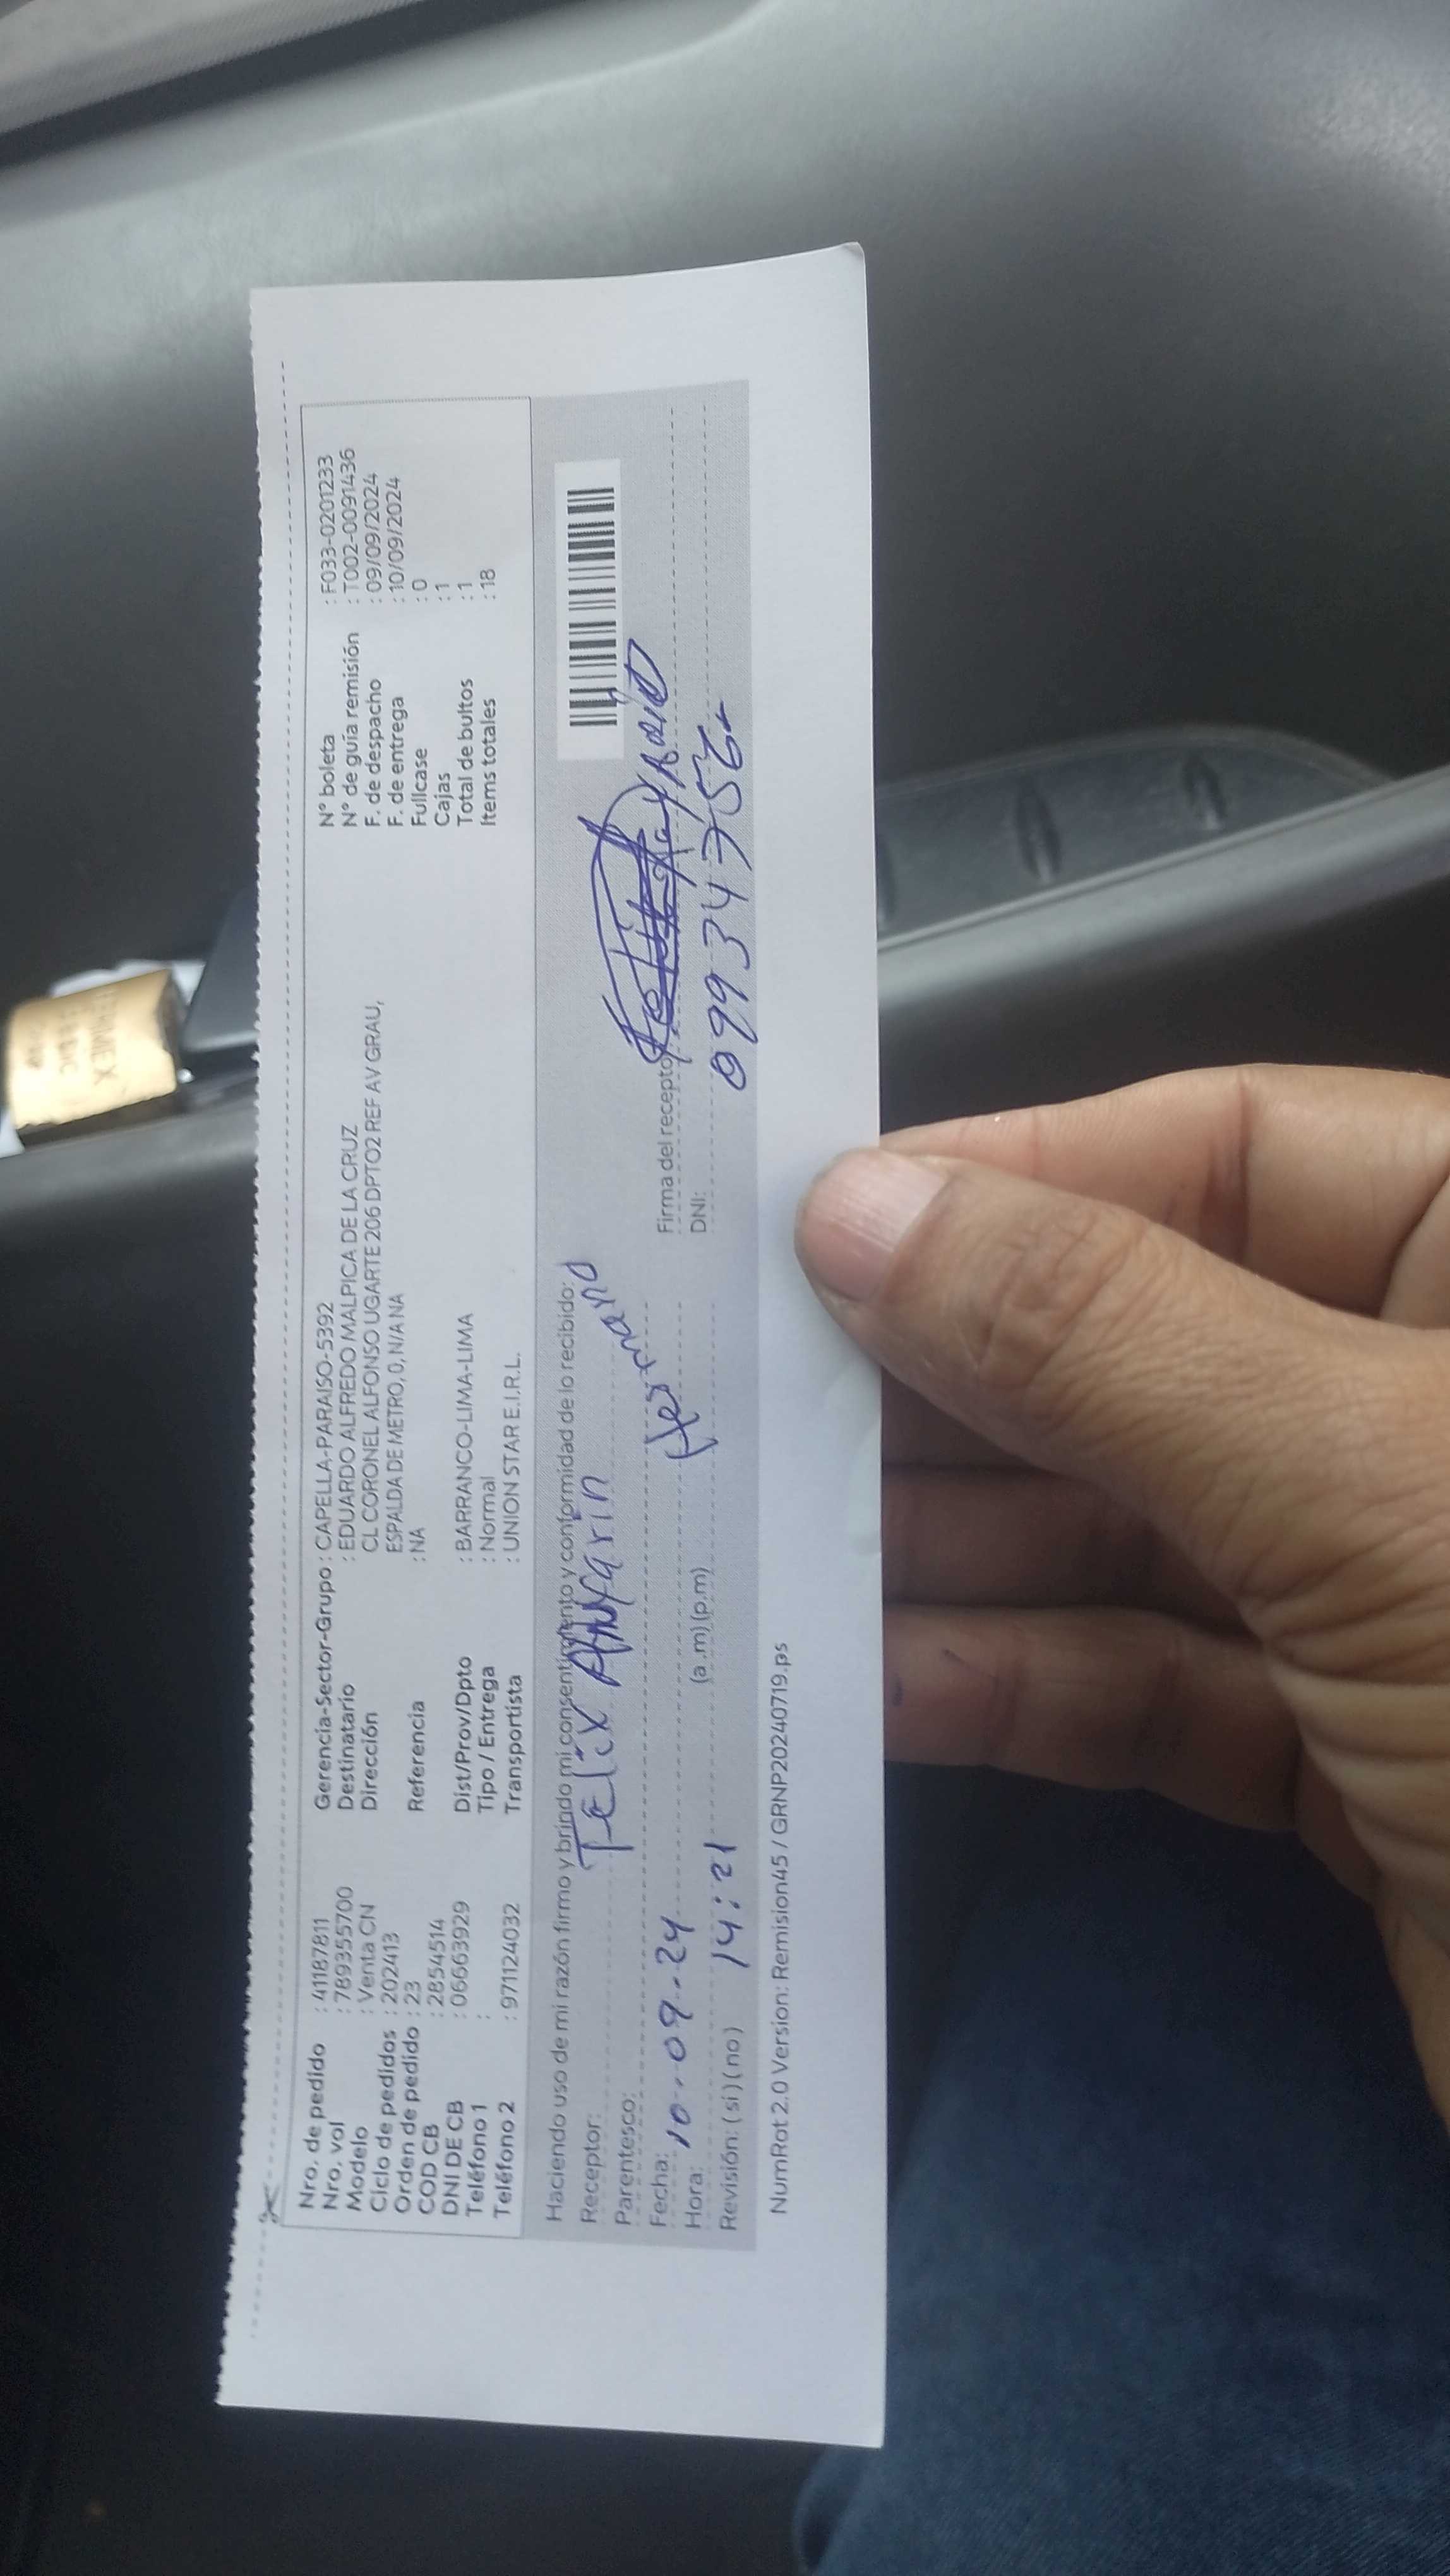 Nro. de pedido : 41187811
Nro. vol : 789355700
Modelo : Venta CN
Ciclo de pedidos : 202413
Orden de pedido : 23
COD CB : 2854514
DNI DE CB : 06663929
Teléfono 1 :
Teléfono 2 : 971124032
Gerencia-Sector-Grupo : CAPELLA-PARAISO-5392
Destinatario : EDUARDO ALFREDO MALPICA DE LA CRUZ
Dirección CL CORONEL ALFONSO UGARTE 206 DPTO2 REF AV GRAU,
ESPALDA DE METRO, 0, N/A NA
Referencia : NA
Dist/Prov/Dpto : BARRANCO-LIMA-LIMA
Tipo / Entrega : Normal
Transportista : UNION STAR E.I.R.L.
N° boleta : F033-0201233
N° de guía remisión : T002-0091436
F. de despacho : 09/09/2024
F. de entrega : 10/09/2024
Fullcase : 0
Cajas : 1
Total de bultos : 1
Items totales : 18
Haciendo uso de mi razón firmo y brindo mi consentimiento y conformidad de lo recibido:
Receptor: Felix
Parentesco: Hermano
Fecha: 10-09-24
Hora: 14:21 (a.m) (p.m)
Revisión: (si) (no)
Firma del receptor:
DNI:
NumRot 2.0 Version: Remision45 / GRNP20240719.ps